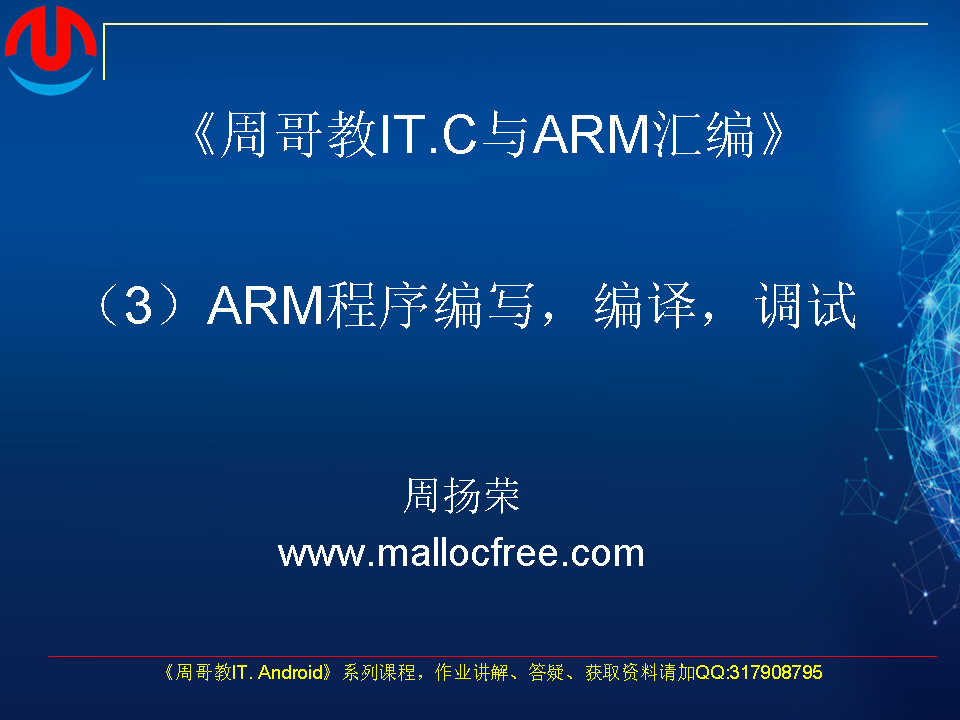 《周哥教IT.C与ARM汇编》
（3）ARM程序编写，编译，调试
周扬荣
www.mallocfree.com
《周哥教IT. Android》系列课程，作业讲解、答疑、获取资料请加QQ:317908795